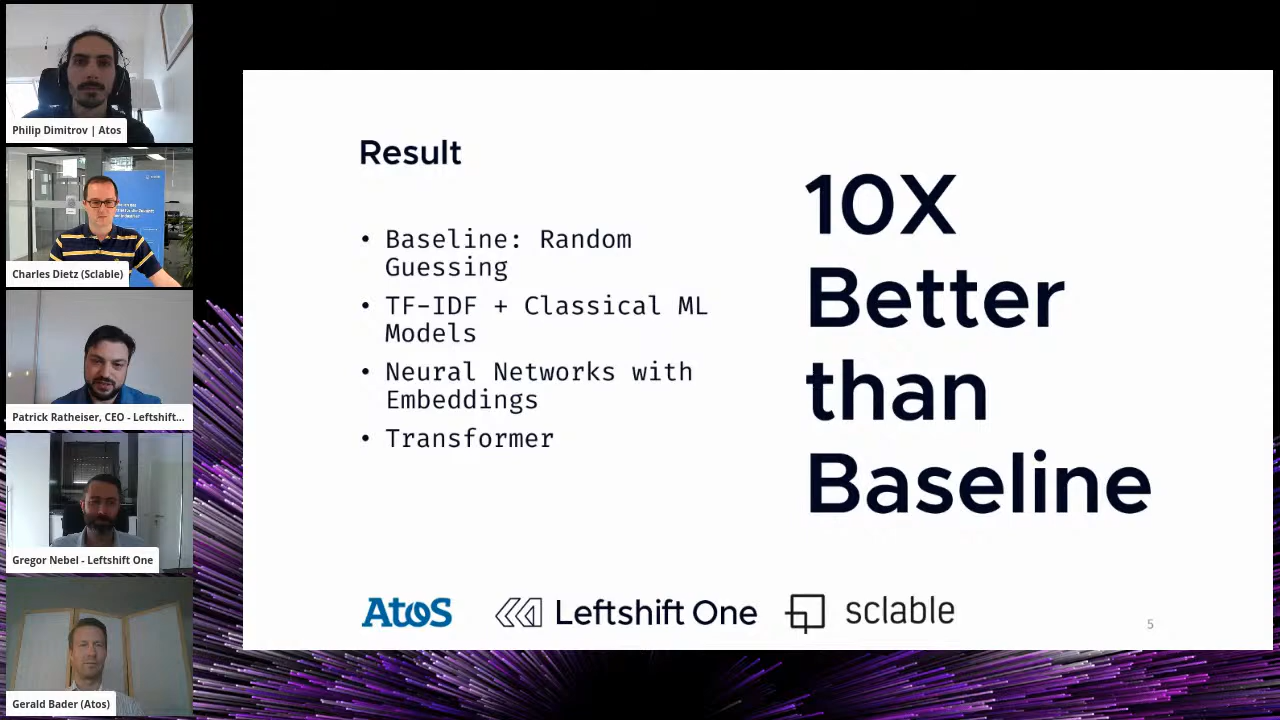 Philip Dimitrov | Atos
Charles Dietz (Sclable)
Patrick Ratheiser, CEO - Leftshift...
Gregor Nebel - Leftshift One
Gerald Bader (Atos)
Result
• Baseline: Random
Guessing
• TF-IDF + Classical ML
Models
• Neural Networks with
Embeddings
• Transformer
10X
Better
than
Baseline
Atos
Leftshift One
sclable
5